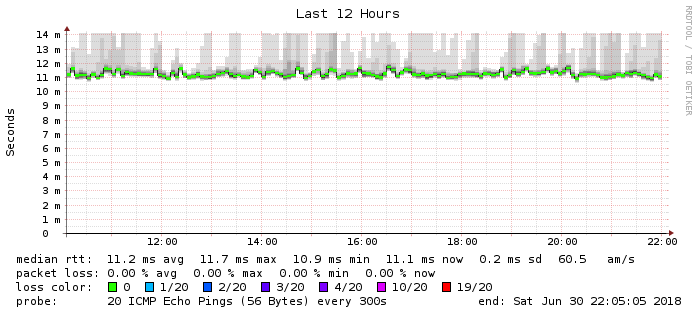 Last 12 Hours
RRDTOOL / TOBI OETIKER
Seconds
14 m
13 m
12 m
11 m
10 m
9 m
8 m
7 m
6 m
5 m
4 m
3 m
2 m
1 m
0
12:00 14:00 16:00 18:00 20:00 22:00
median rtt: 11.2 ms avg 11.7 ms max 10.9 ms min 11.1 ms now 0.2 ms sd 60.5 am/s
packet loss: 0.00 % avg 0.00 % max 0.00 % min 0.00 % now
loss color: 0 1/20 2/20 3/20 4/20 10/20 19/20
probe: 20 ICMP Echo Pings (56 Bytes) every 300s end: Sat Jun 30 22:05:05 2018